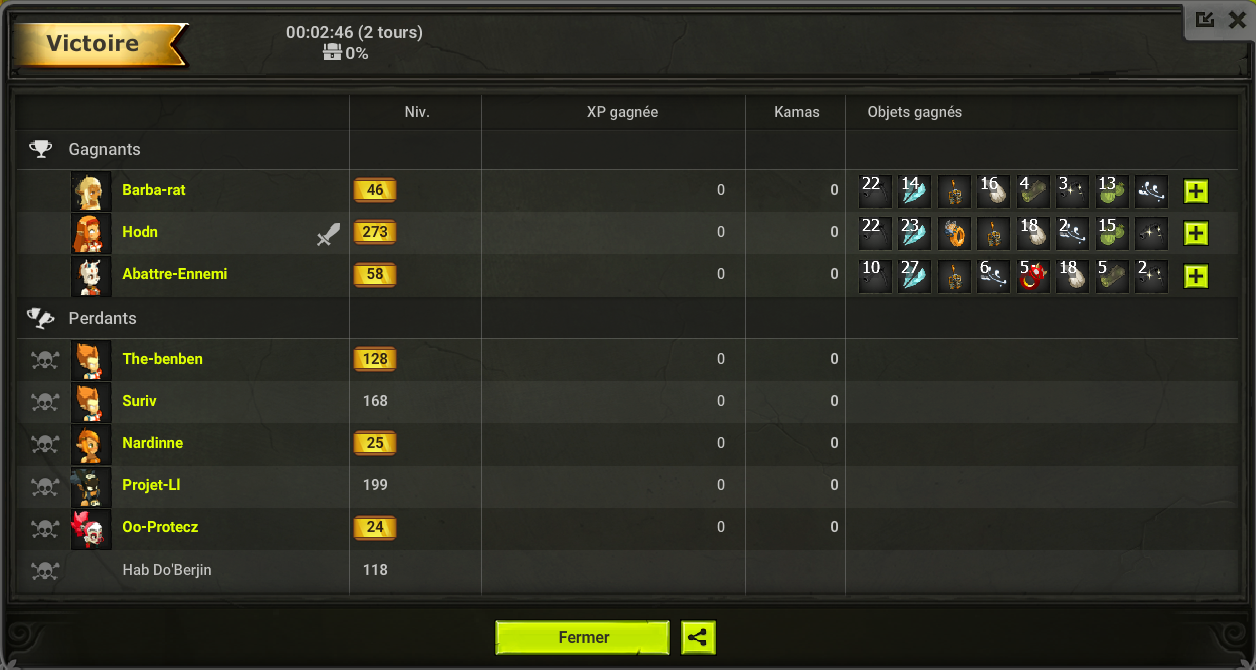 Victoire
00:02:46 (2 tours)
0%
Niv. XP gagnée Kamas Objets gagnés
Gagnants
Barba-rat 46 0 0 22 14 16 4 3 13
Hodn 273 0 0 22 23 18 2 15
Abattre-Ennemi 58 0 0 10 27 6 5 18 5 2
Perdants
The-benben 128 0 0
Suriv 168 0 0
Nardinne 25 0 0
Projet-Ll 199 0 0
Oo-Protecz 24 0 0
Hab Do'Berjin 118
Fermer